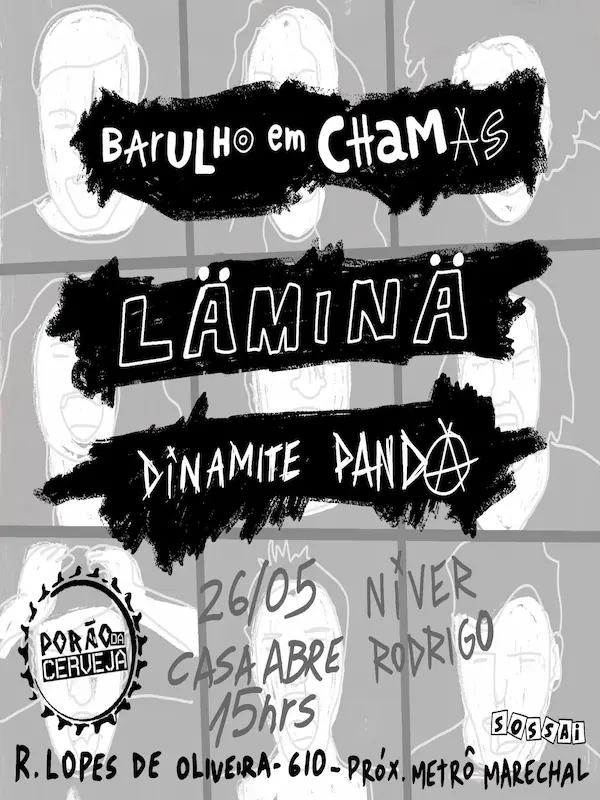 BArULHO em CHAMAS
LÄMINÄ
DiNAMITE PANDA
26/05
CASA ABRE
15hrs
NiVER
RODRIGO
PORÃO DA
CERVEJA
SOSSAi
R. LOPES DE OLIVEIRA - 610 - PRÓX. METRÔ MARECHAL